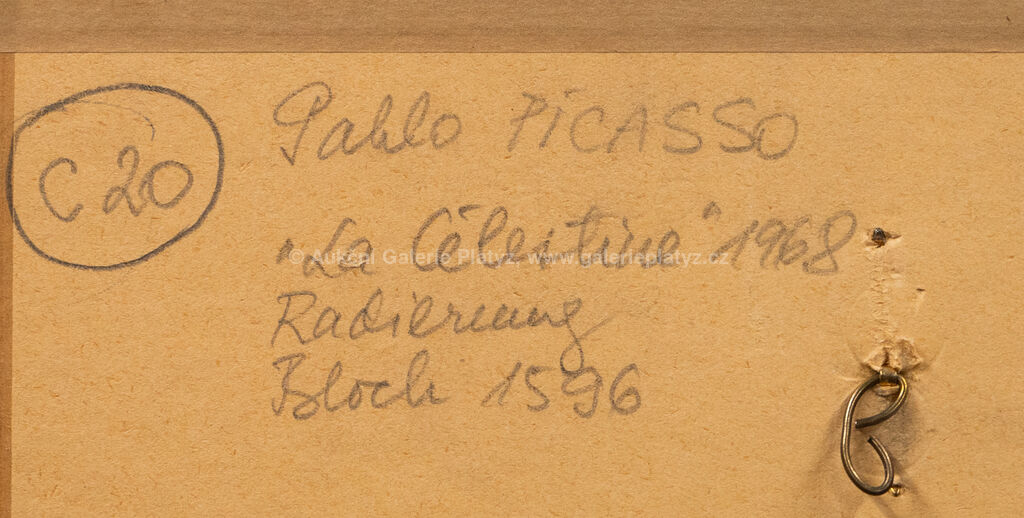 C 20
Pablo PICASSO
„La Célestine" 1968
© Aukční Galerie Platýz, www.galerieplatyz.cz
Radierung
Bloch 1596